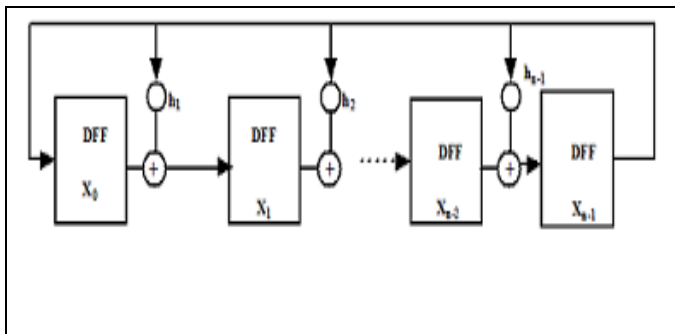 h1
h2
hn-1
DFF
DFF
DFF
DFF
+
+
+
X0
X1
Xn-2
Xn-1